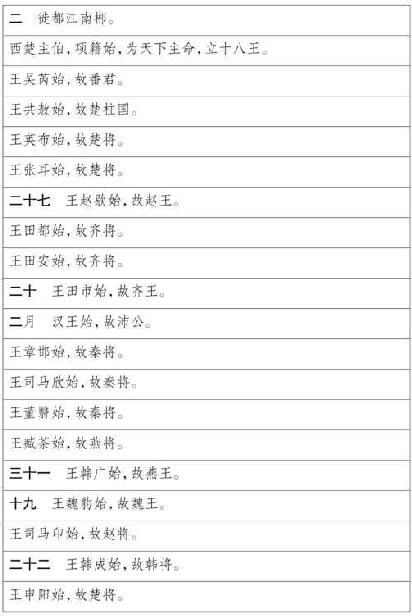 二 徙都江南郴。
西楚主伯，项籍始，为天下主命，立十八王。
王吴芮始，故番君。
王共敖始，故楚柱国。
王英布始，故楚将。
王张耳始，故楚将。
二十七 王赵歇始，故赵王。
王田都始，故齐将。
王田安始，故齐将。
二十 王田市始，故齐王。
二月 汉王始，故沛公。
王章邯始，故秦将。
王司马欣始，故秦将。
王董翳始，故秦将。
王臧荼始，故燕将。
三十一 王韩广始，故燕王。
十九 王魏豹始，故魏王。
王司马卬始，故赵将。
二十二 王韩成始，故韩将。
王申阳始，故楚将。